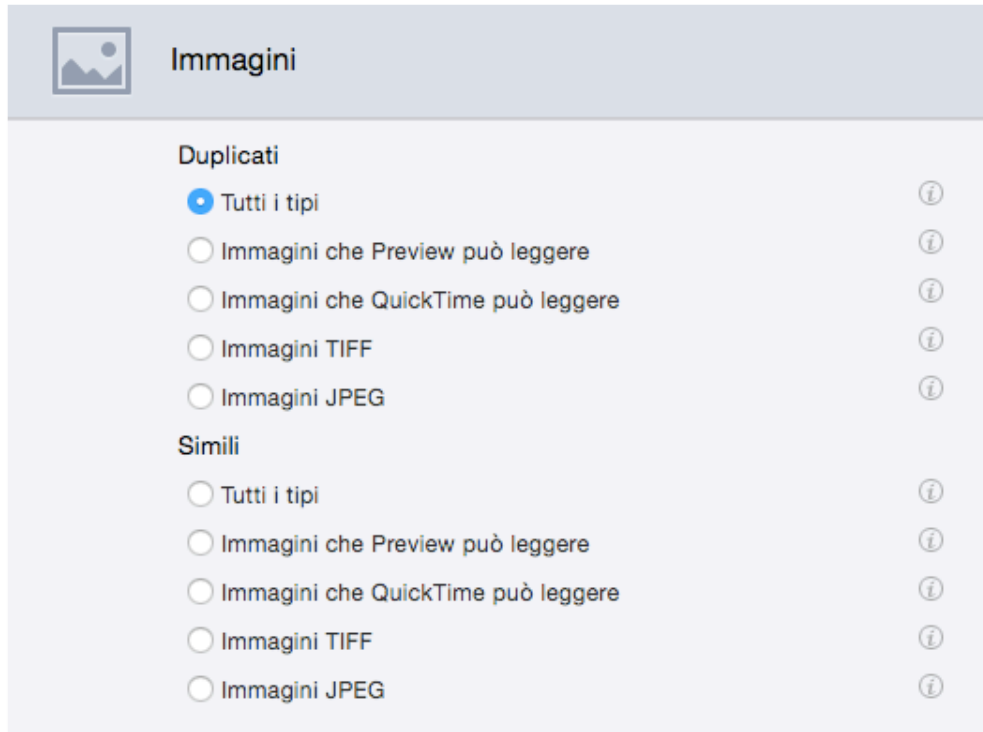 Immagini
Duplicati
Tutti i tipi
Immagini che Preview può leggere
Immagini che QuickTime può leggere
Immagini TIFF
Immagini JPEG
Simili
Tutti i tipi
Immagini che Preview può leggere
Immagini che QuickTime può leggere
Immagini TIFF
Immagini JPEG